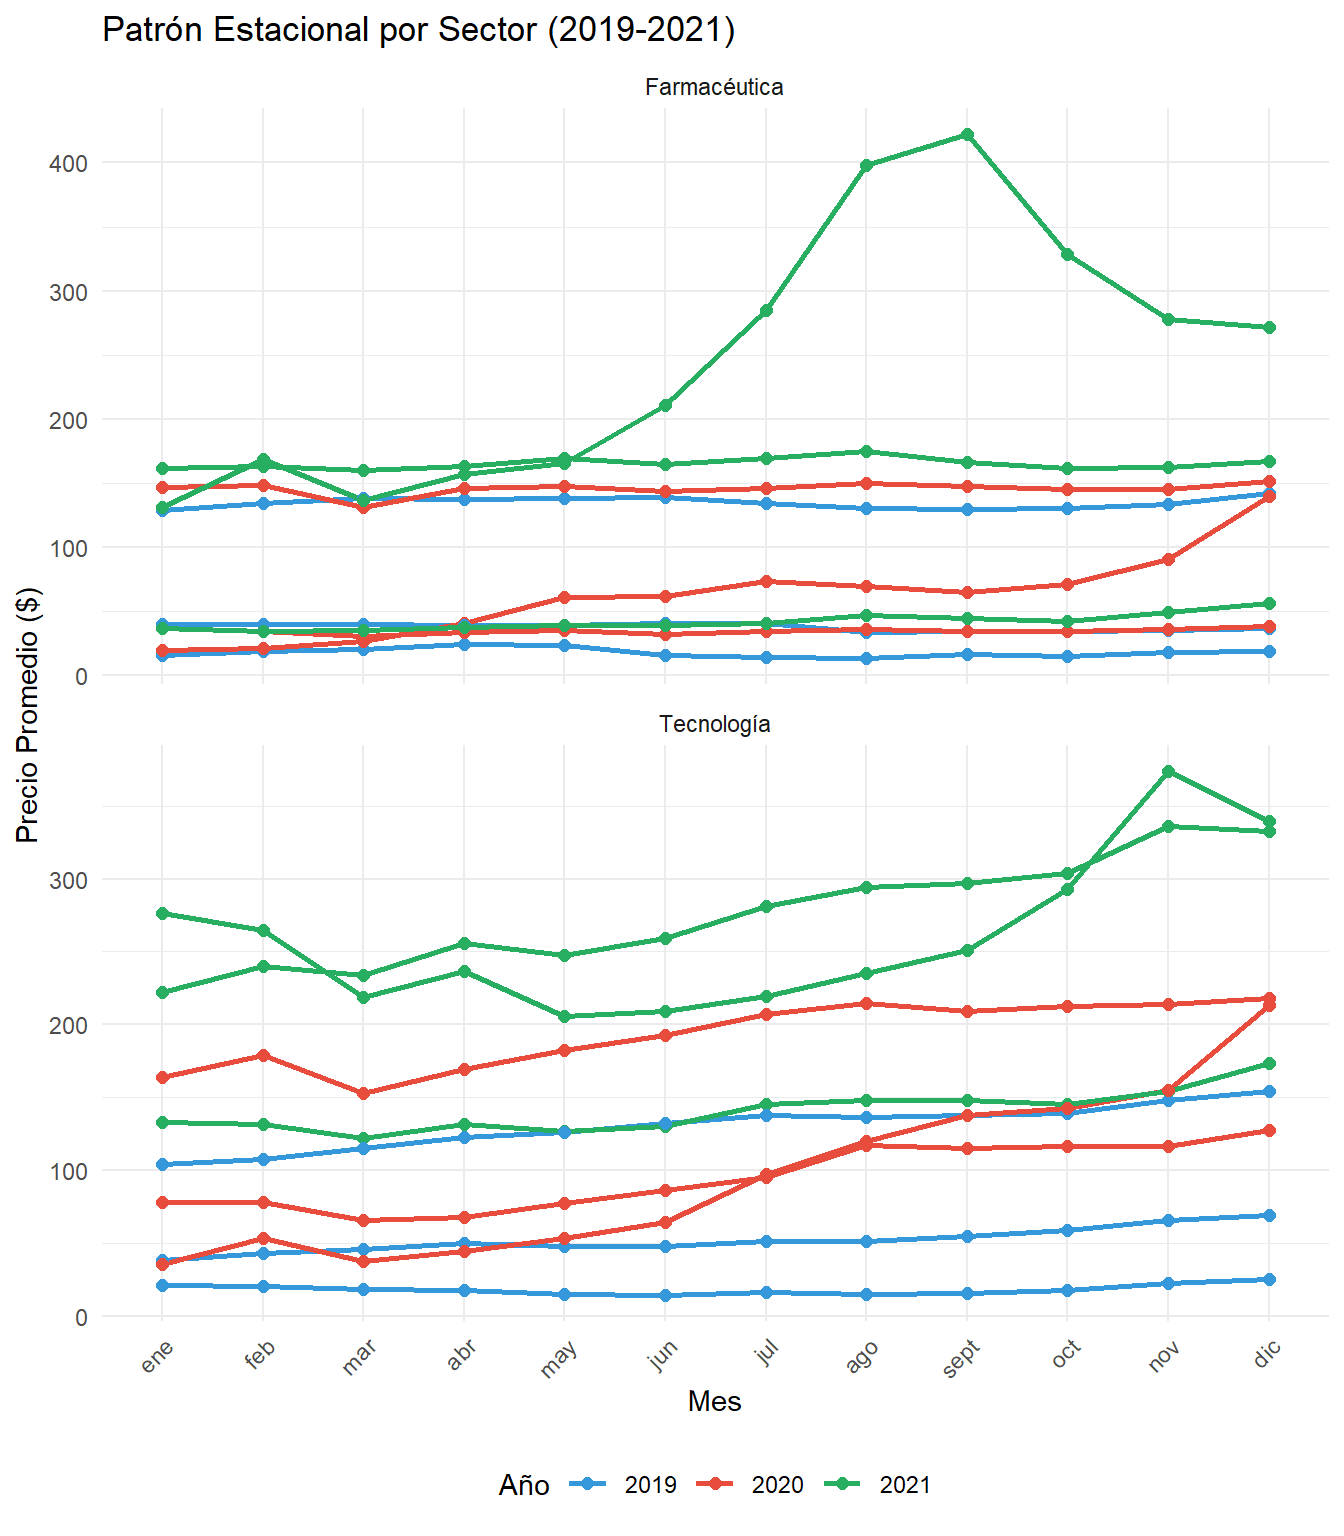 Patrón Estacional por Sector (2019-2021)
Farmacéutica
400
300
200
100
0
Tecnología
300
200
100
0
Precio Promedio ($)
ene feb mar abr may jun jul ago sept oct nov dic
Mes
Año 2019 2020 2021